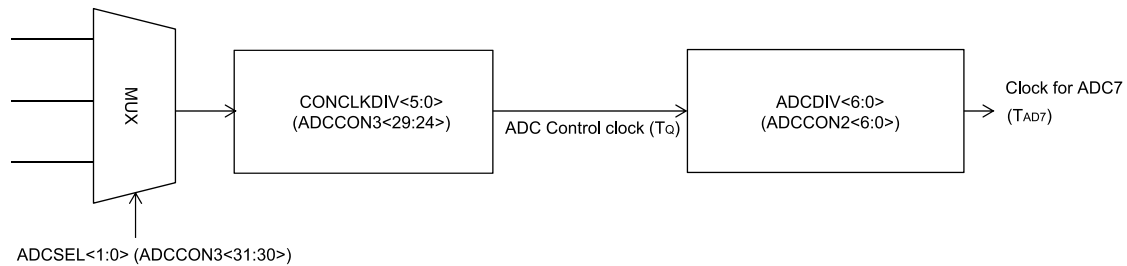 MUX
CONCLKDIV<5:0>
(ADCCON3<29:24>)
ADC Control clock (TQ)
ADCDIV<6:0>
(ADCCON2<6:0>)
Clock for ADC7
(TAD7)
ADCSEL<1:0> (ADCCON3<31:30>)